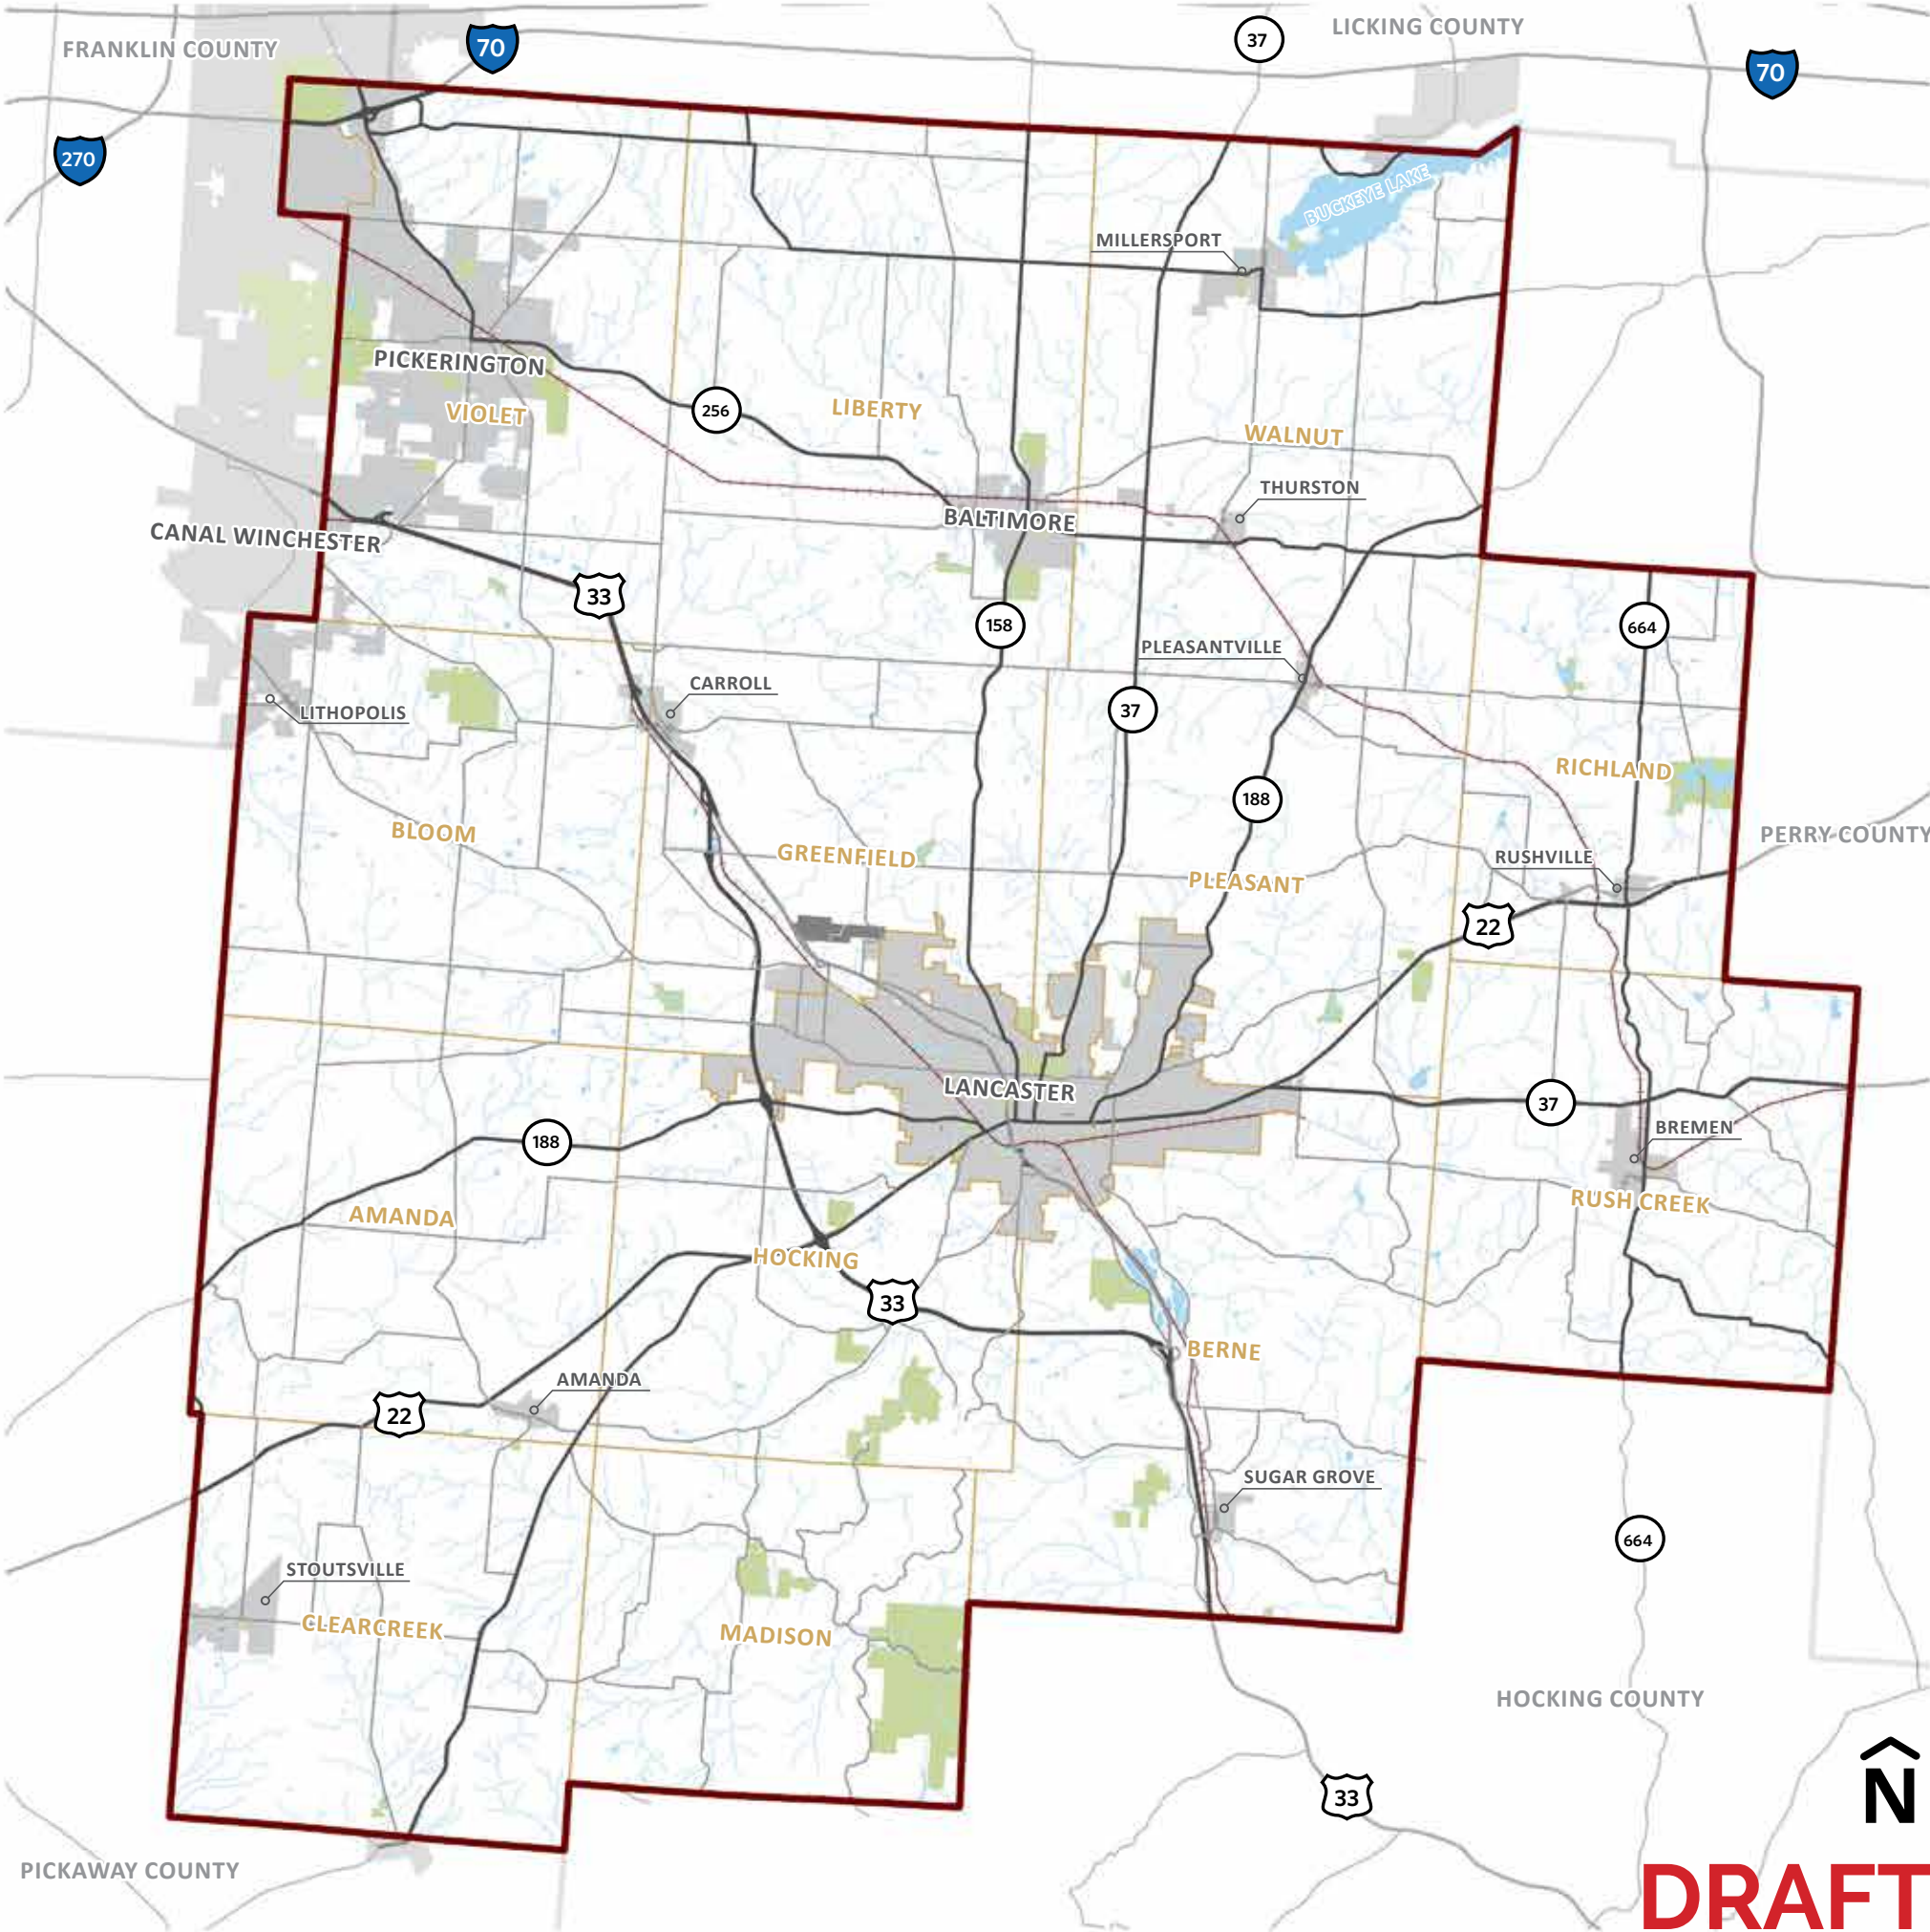 FRANKLIN COUNTY
70
37
LICKING COUNTY
70
270
BUCKEYE LAKE
MILLERSPORT
PICKERINGTON
VIOLET
256
LIBERTY
WALNUT
THURSTON
BALTIMORE
CANAL WINCHESTER
33
158
664
PLEASANTVILLE
CARROLL
LITHOPOLIS
37
RICHLAND
188
BLOOM
PERRY COUNTY
GREENFIELD
RUSHVILLE
PLEASANT
22
LANCASTER
37
BREMEN
188
RUSH CREEK
AMANDA
HOCKING
33
BERNE
AMANDA
22
SUGAR GROVE
664
STOUTSVILLE
CLEARCREEK
MADISON
HOCKING COUNTY
33
N
PICKAWAY COUNTY
DRAFT